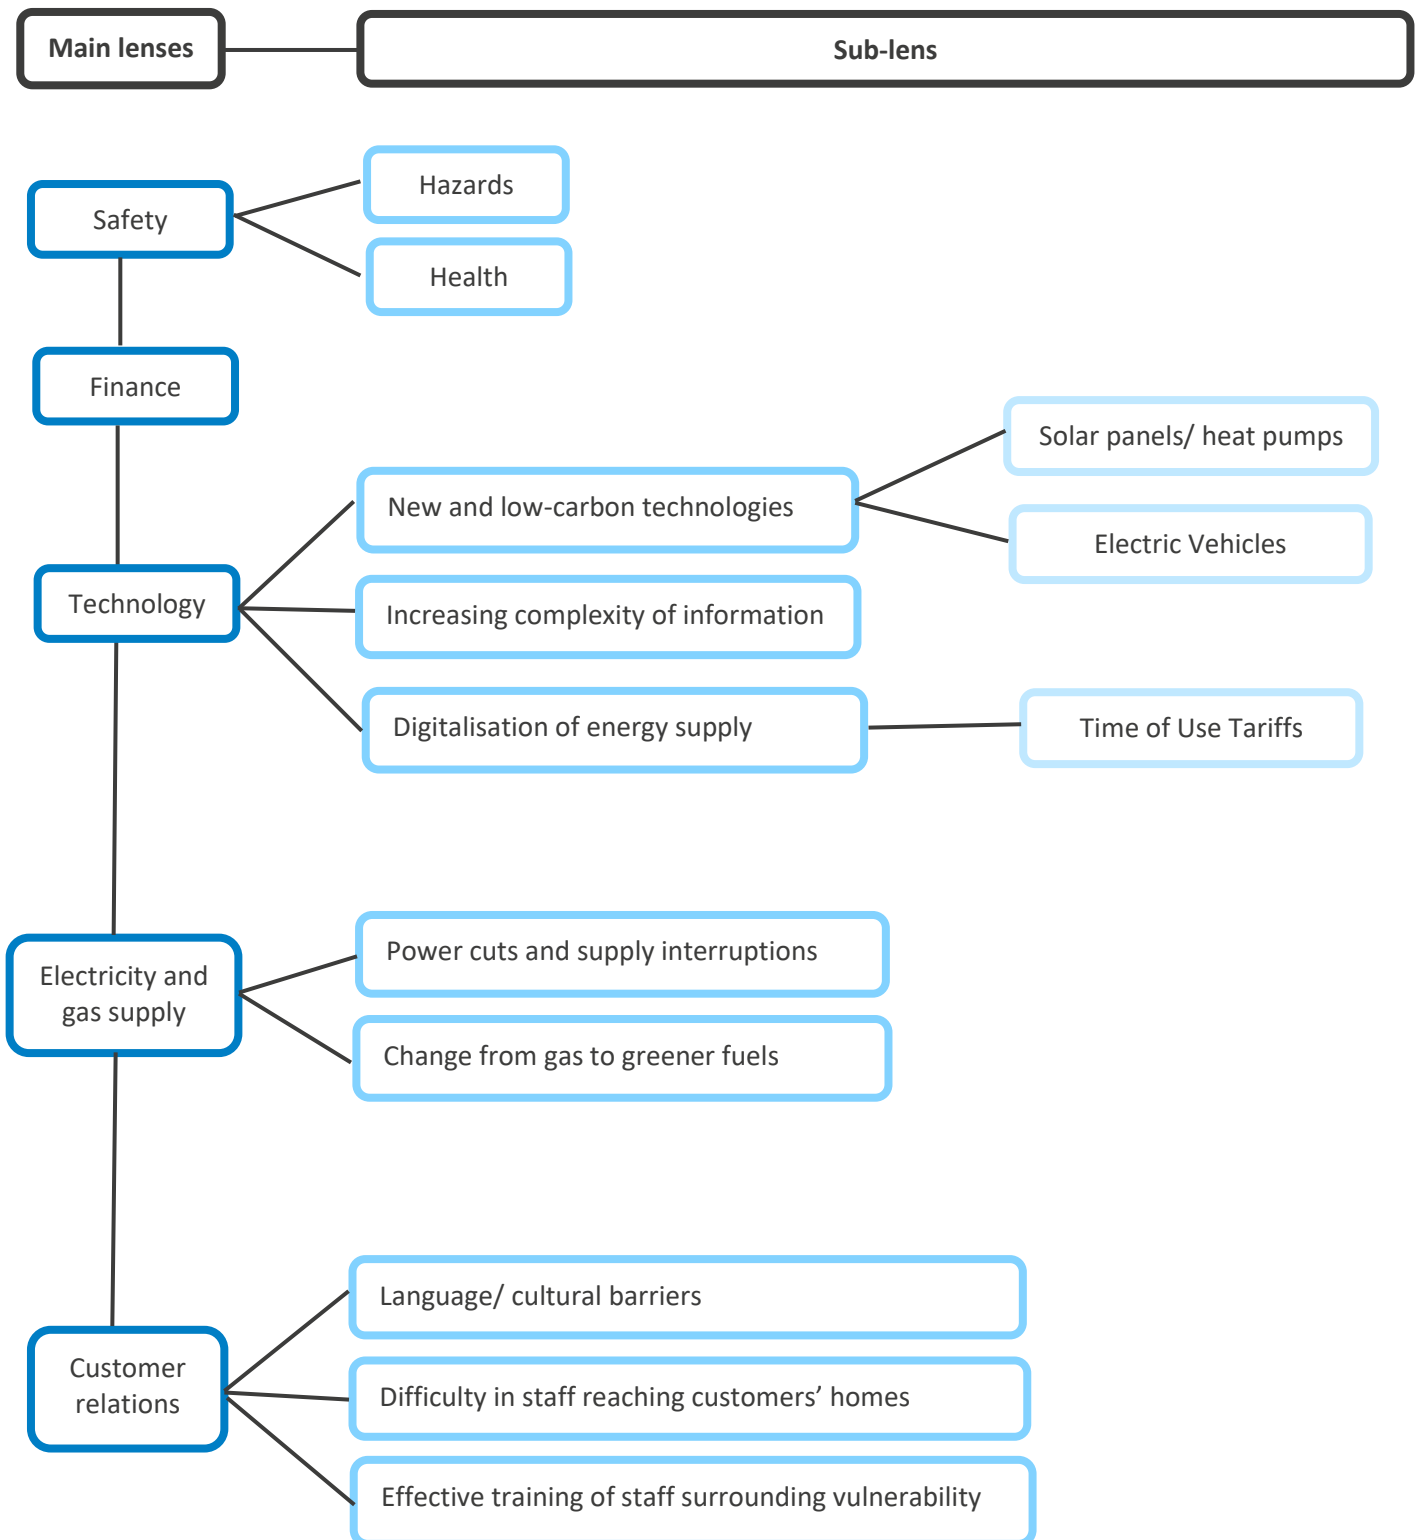 Main lenses
Sub-lens
Safety
Hazards
Health
Finance
Technology
New and low-carbon technologies
Solar panels/ heat pumps
Electric Vehicles
Increasing complexity of information
Digitalisation of energy supply
Time of Use Tariffs
Electricity and
gas supply
Power cuts and supply interruptions
Change from gas to greener fuels
Customer
relations
Language/ cultural barriers
Difficulty in staff reaching customers’ homes
Effective training of staff surrounding vulnerability